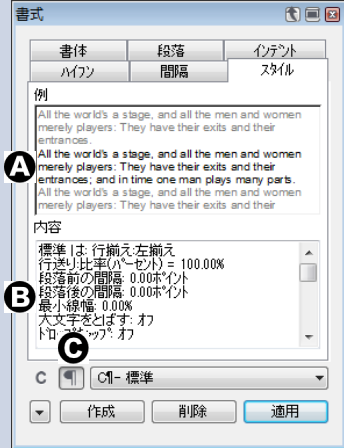 書式
書体 段落 インデント
ハイフン 間隔 スタイル
例
All the world's a stage, and all the men and women
merely players: They have their exits and their
entrances.
All the world's a stage, and all the men and women
merely players: They have their exits and their
entrances; and in time one man plays many parts.
All the world's a stage, and all the men and women
merely players: They have their exits and their
A
内容
標準 は: 行揃え:左揃え
行送り:比率(パーセント) = 100.00%
段落前の間隔: 0.00ポイント
段落後の間隔: 0.00ポイント
最小線幅: 0.00%
大文字をとばす: オフ
ドロップキャップ: オフ
B
C
C ¶ C¶- 標準
作成 削除 適用